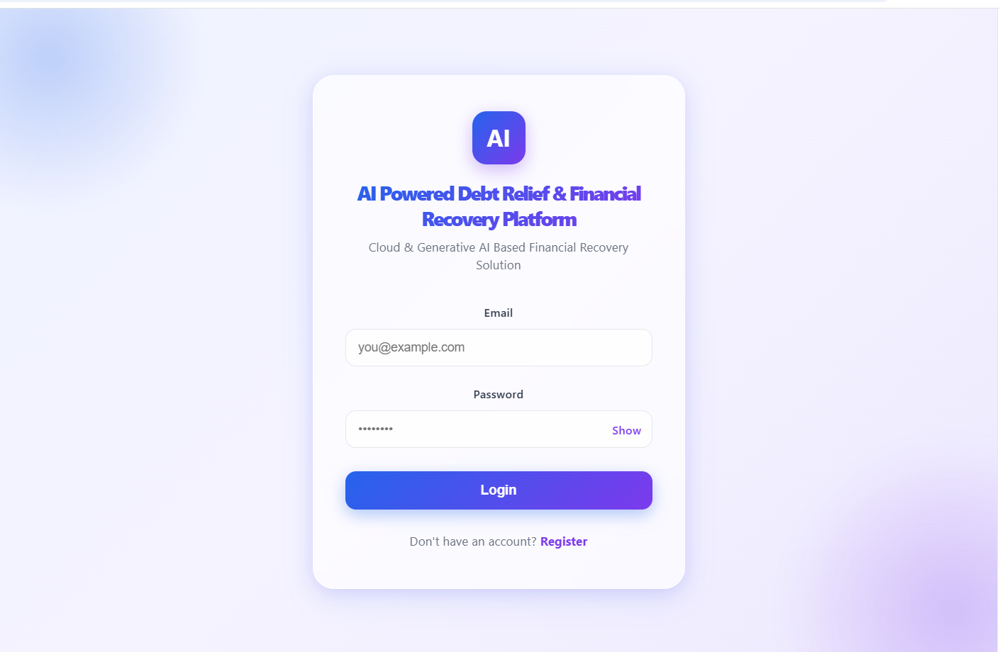 AI
AI Powered Debt Relief & Financial
Recovery Platform
Cloud & Generative AI Based Financial Recovery
Solution
Email
you@example.com
Password
••••••••
Show
Login
Don't have an account? Register